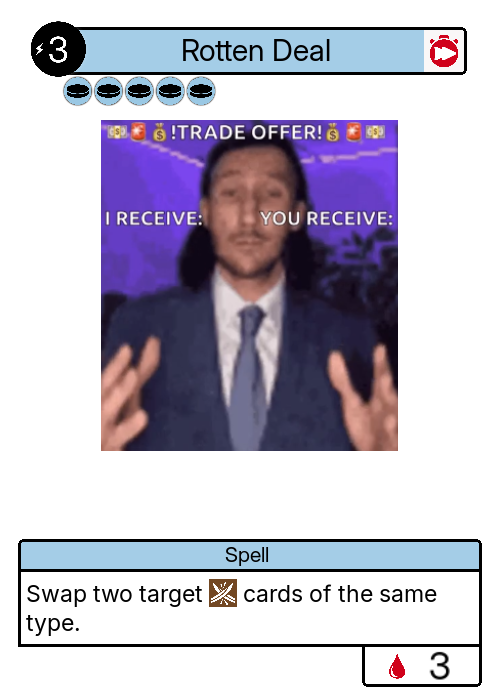 3
Rotten Deal
!TRADE OFFER!
I RECEIVE:
YOU RECEIVE:
Spell
Swap two target cards of the same
type.
3